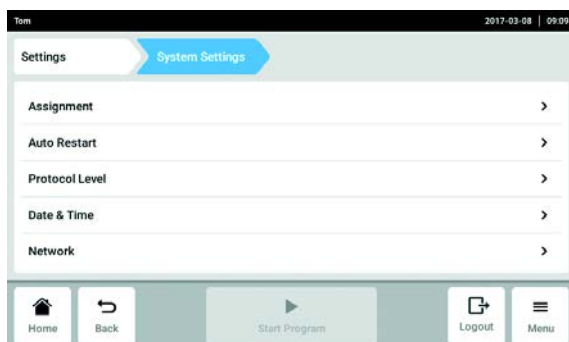 Tom 2017-03-08 | 09:09
Settings System Settings
Assignment
Auto Restart
Protocol Level
Date & Time
Network
Home Back Start Program Logout Menu